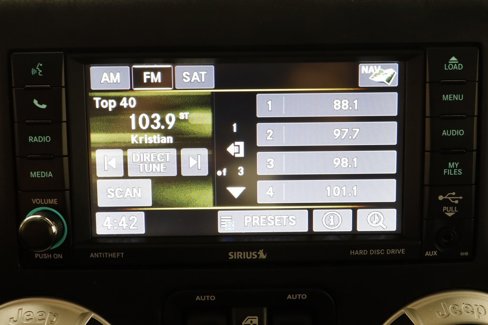 AM FM SAT NAV
LOAD
Top 40
103.9 ST
Kristian
DIRECT
TUNE
SCAN
4:42
1
of 3
1 88.1
2 97.7
3 98.1
4 101.1
PRESETS
RADIO
MEDIA
VOLUME
PUSH ON
MENU
AUDIO
MY
FILES
PULL
AUX
ANTITHEFT
SIRIUS
HARD DISC DRIVE
AUTO AUTO
Jeep Jeep